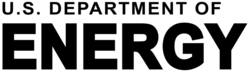 U.S. DEPARTMENT OF
ENERGY